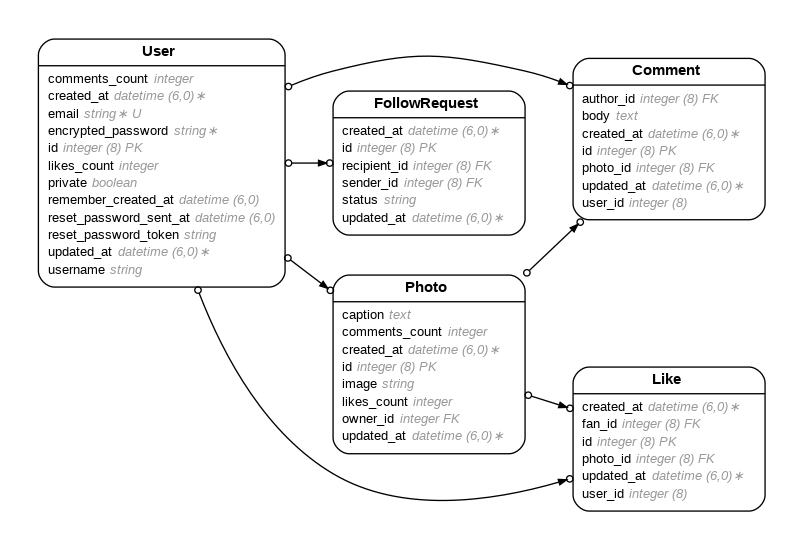 User
comments_count integer
created_at datetime (6,0)∗
email string∗ U
encrypted_password string∗
id integer (8) PK
likes_count integer
private boolean
remember_created_at datetime (6,0)
reset_password_sent_at datetime (6,0)
reset_password_token string
updated_at datetime (6,0)∗
username string
FollowRequest
created_at datetime (6,0)∗
id integer (8) PK
recipient_id integer (8) FK
sender_id integer (8) FK
status string
updated_at datetime (6,0)∗
Comment
author_id integer (8) FK
body text
created_at datetime (6,0)∗
id integer (8) PK
photo_id integer (8) FK
updated_at datetime (6,0)∗
user_id integer (8)
Photo
caption text
comments_count integer
created_at datetime (6,0)∗
id integer (8) PK
image string
likes_count integer
owner_id integer FK
updated_at datetime (6,0)∗
Like
created_at datetime (6,0)∗
fan_id integer (8) FK
id integer (8) PK
photo_id integer (8) FK
updated_at datetime (6,0)∗
user_id integer (8)